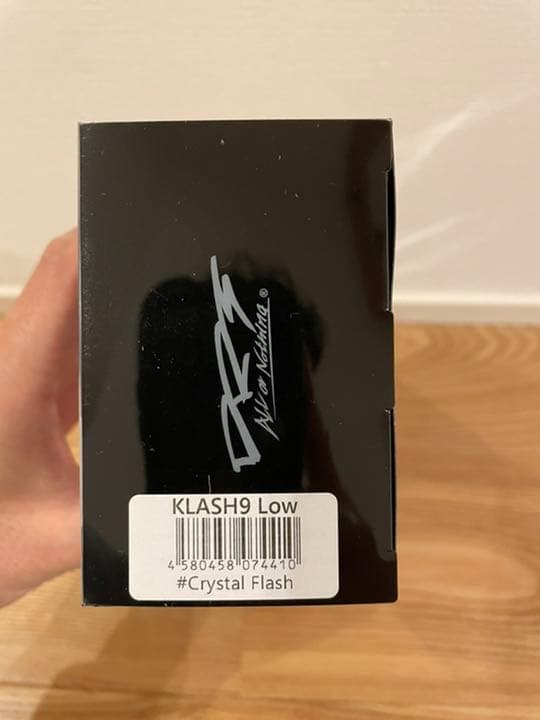 DRT
All or Nothing®
KLASH9 Low
4 580458 074410
#Crystal Flash